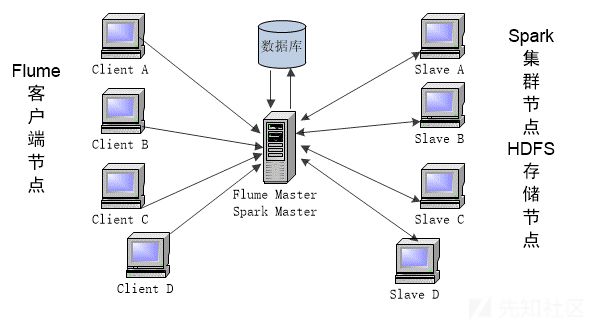 Flume
客
户
端
节
点
Client A
Client B
Client C
Client D
数据库
Flume Master
Spark Master
Slave A
Slave B
Slave C
Slave D
Spark
集
群
节
点
HDFS
存
储
节
点
先知社区